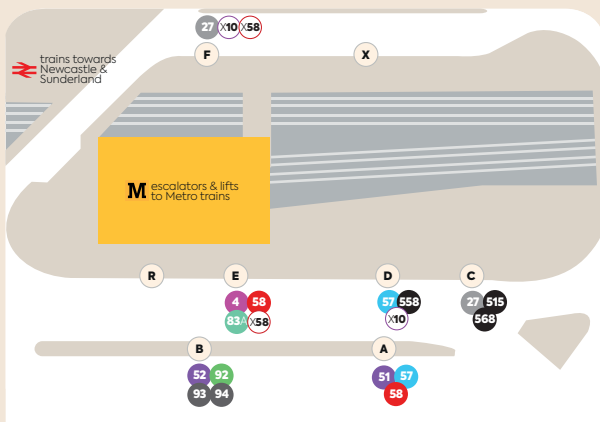 27 X10 X58
F X
trains towards
Newcastle &
Sunderland
M escalators & lifts
to Metro trains
R E D C
4 58 57 558 27 515
83A X58 X10 568
B A
52 92 51 57
93 94 58